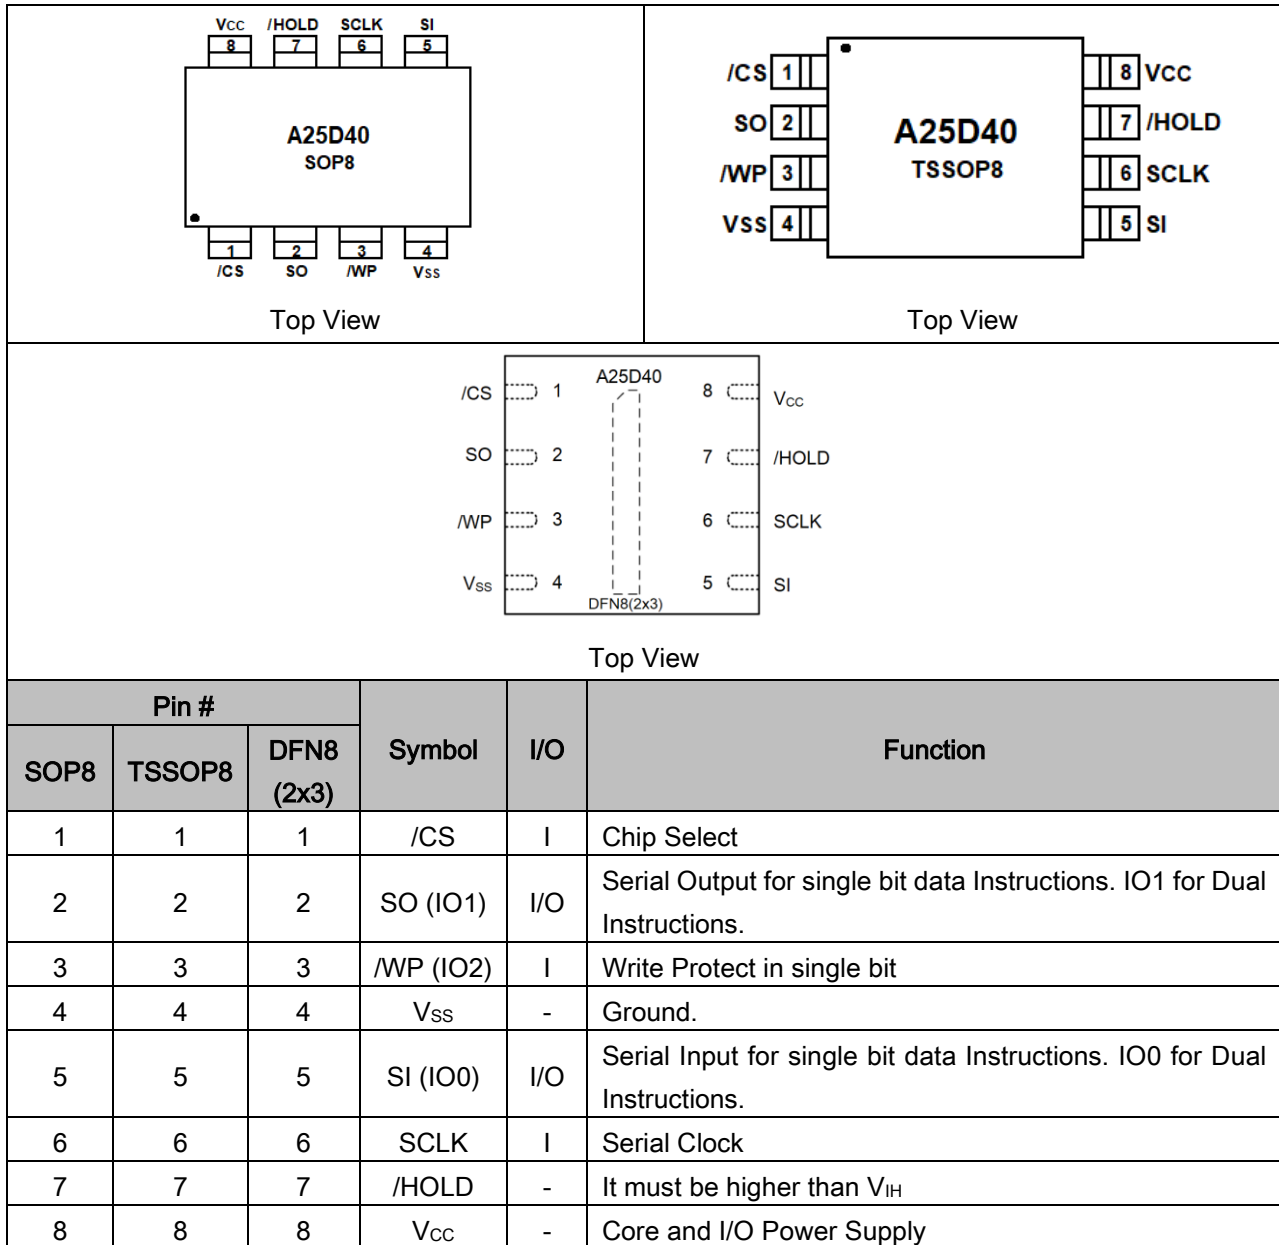 VCC /HOLD SCLK SI
8 7 6 5
A25D40
SOP8
1 2 3 4
/CS SO /WP VSS
Top View
/CS 1 8 VCC
SO 2 A25D40 7 /HOLD
/WP 3 TSSOP8 6 SCLK
VSS 4 5 SI
Top View
A25D40
/CS 1 8 VCC
SO 2 7 /HOLD
/WP 3 6 SCLK
VSS 4 5 SI
DFN8(2x3)
Top View
Pin #
SOP8 TSSOP8 DFN8 (2x3) Symbol I/O Function
1 1 1 /CS I Chip Select
2 2 2 SO (IO1) I/O Serial Output for single bit data Instructions. IO1 for Dual
Instructions.
3 3 3 /WP (IO2) I Write Protect in single bit
4 4 4 VSS - Ground.
5 5 5 SI (IO0) I/O Serial Input for single bit data Instructions. IO0 for Dual
Instructions.
6 6 6 SCLK I Serial Clock
7 7 7 /HOLD - It must be higher than VIH
8 8 8 VCC - Core and I/O Power Supply